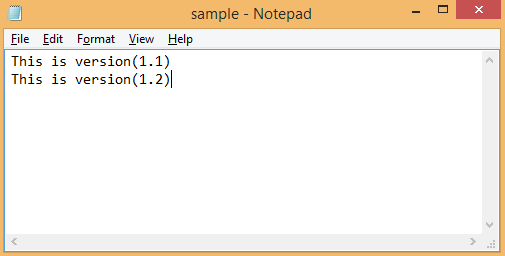 sample - Notepad
File Edit Format View Help
This is version(1.1)
This is version(1.2)